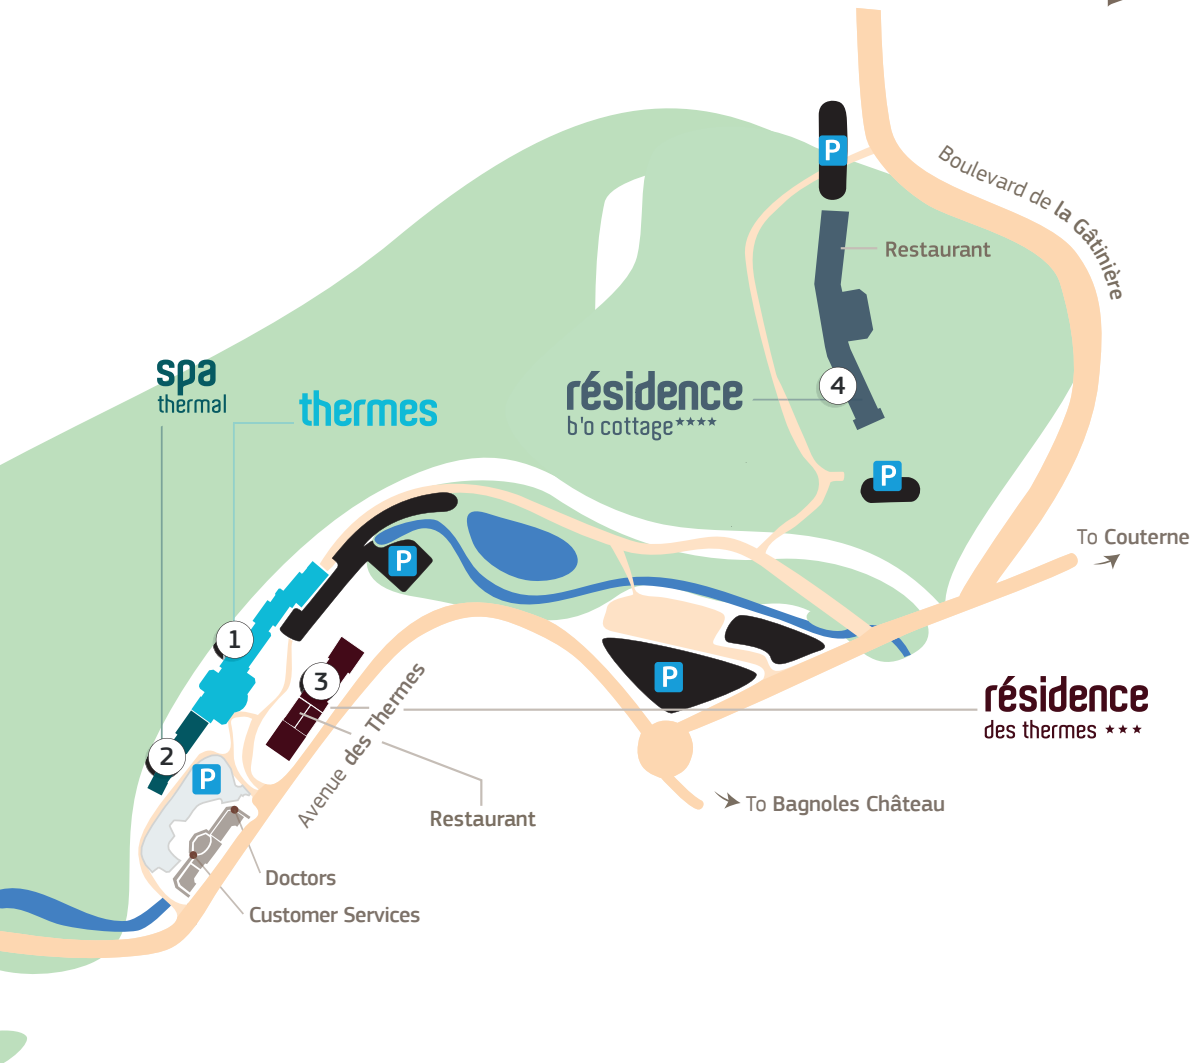 P
Boulevard de la Gâtinière
Restaurant
spa
thermal
thermes
résidence
b'o cottage****
4
P
To Couterne
P
1
3
P
résidence
des thermes ***
2
P
Avenue des Thermes
To Bagnoles Château
Restaurant
Doctors
Customer Services